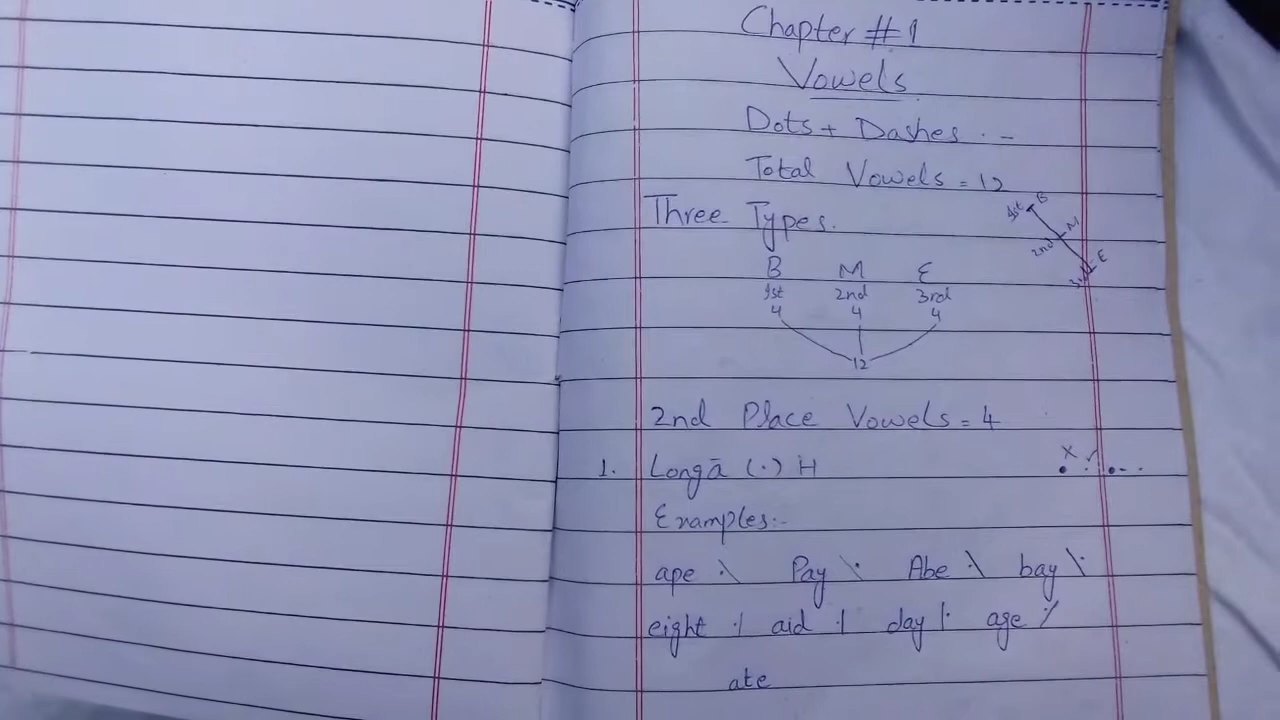 Chapter # 1
Vowels
Dots + Dashes . -
Total Vowels = 12
Three Types.
1st B
2nd M
3rd E
B M E
1st 2nd 3rd
4 4 4
12
2nd Place Vowels = 4
1. Long ā (.) H x ✓
Examples:-
ape Pay Abe bay
eight aid day age
ate